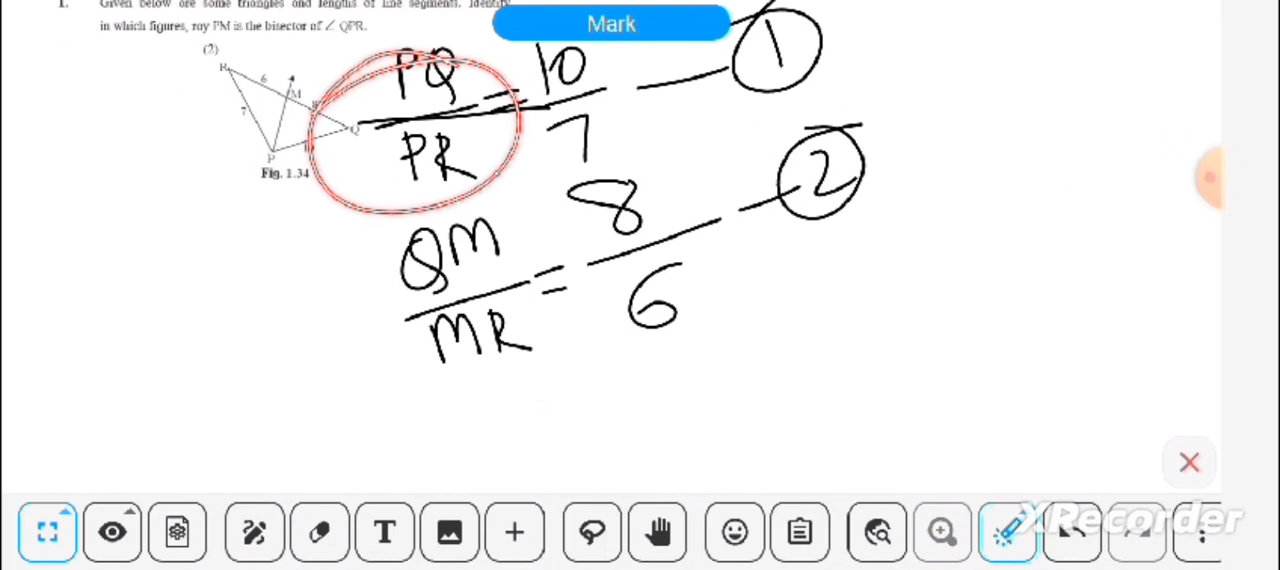 1. Given below are some triangles and lengths of line segments. Identify
in which figures, ray PM is the bisector of ∠ QPR.
Mark
(2)
R
6
M
8
7
Q
P
Fig. 1.34
PQ/PR = 10/7 — 1
QM/MR = 8/6 — 2
T
XRecorder